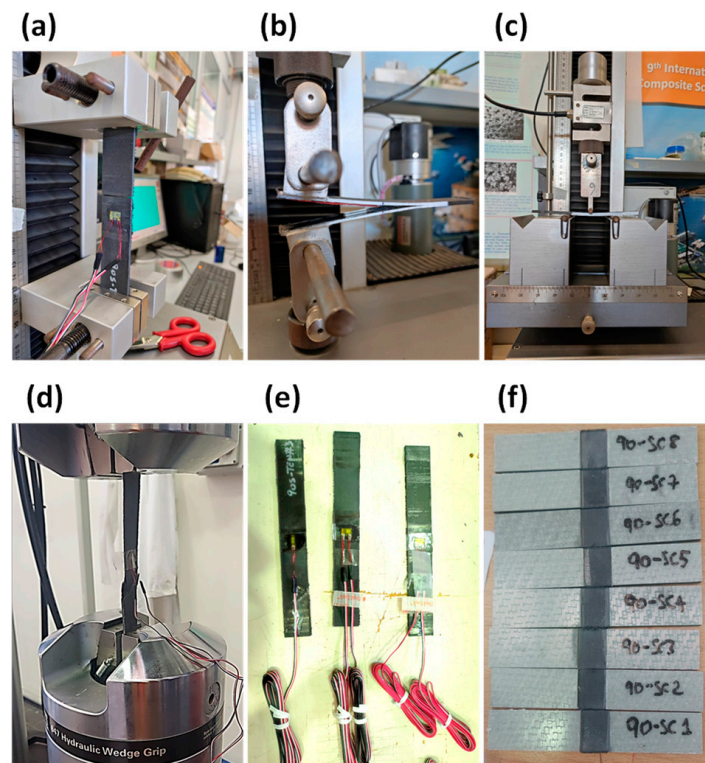 (a)
(b)
(c)
9th Internat
Composite Sc
(d)
(e)
(f)
647 Hydraulic Wedge Grip
90-SC8
90-SC7
90-SC6
90-SC5
90-SC4
90-SC3
90-SC2
90-SC1